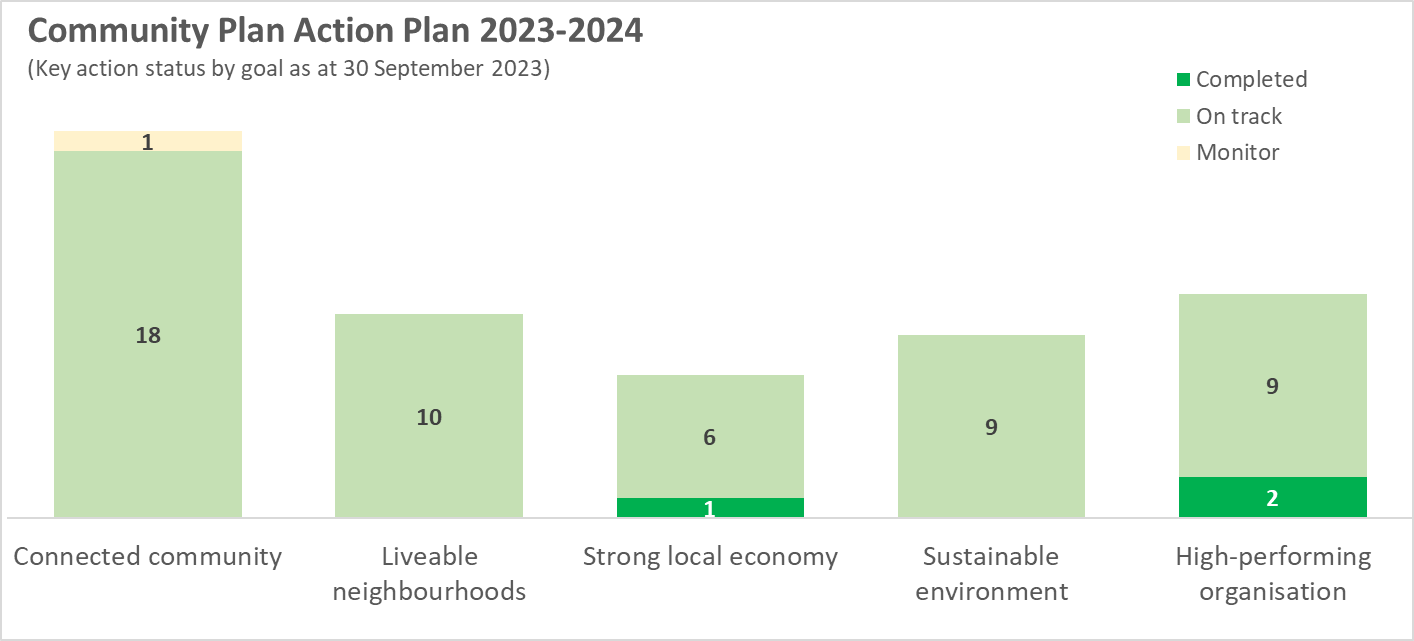 Community Plan Action Plan 2023-2024
(Key action status by goal as at 30 September 2023)
Completed
On track
Monitor
1
18
10
6
1
9
9
2
Connected community
Liveable
neighbourhoods
Strong local economy
Sustainable
environment
High-performing
organisation